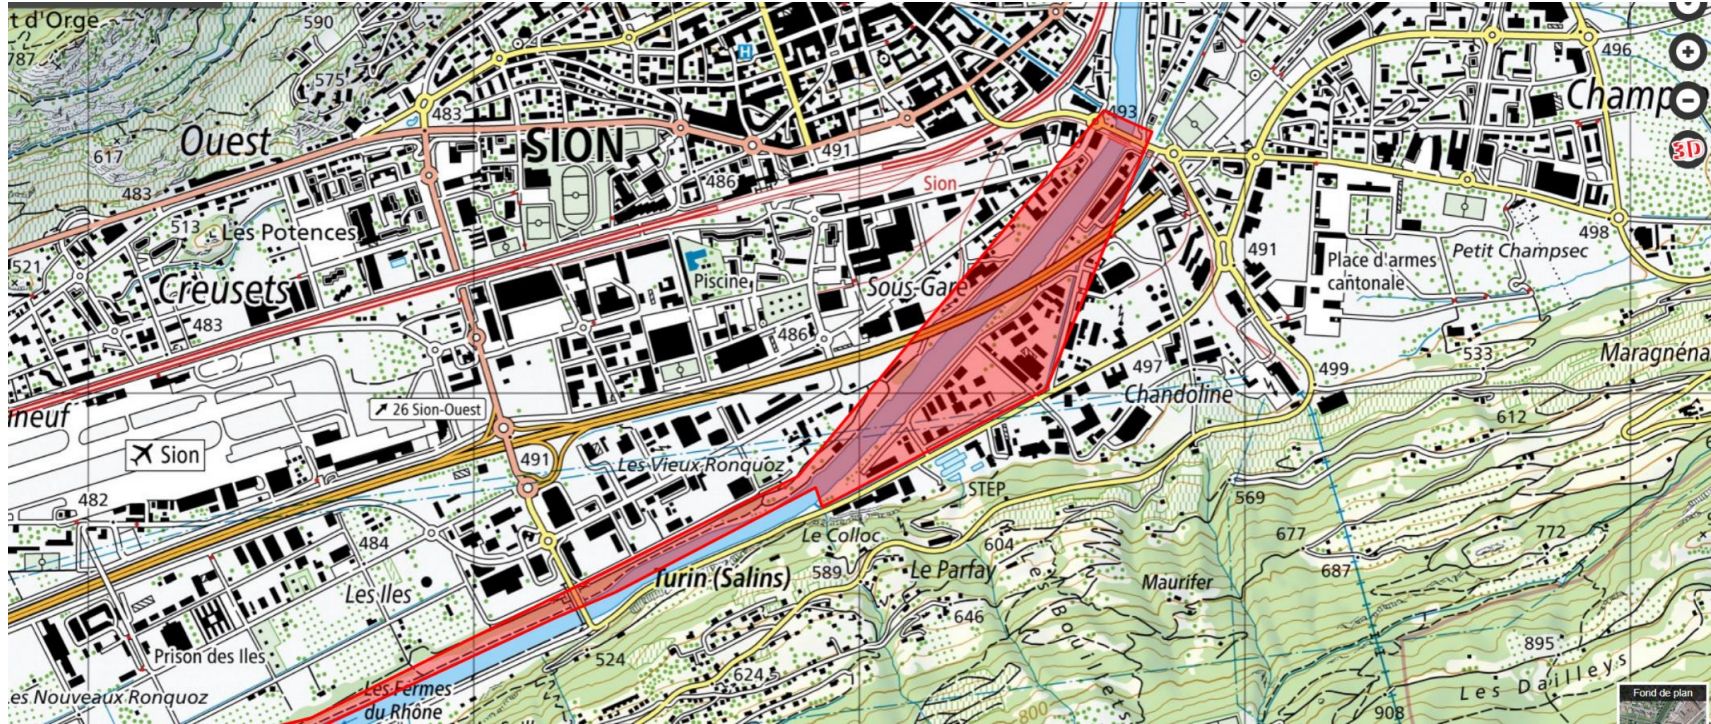 t d'Orge
590
787
575
483
Ouest
617
SION
491
493
496
Champ
3D
483
486
Sion
513
Les Potences
521
Creusets
483
Piscine
Sous-Gare
486
491
Place d'armes
cantonale
Petit Champsec
498
497
Chandoline
499
533
Maragnéna
612
neuf
26 Sion-Ouest
Sion
491
Les Vieux Ronquoz
STEP
569
482
484
Le Colloc
604
677
772
687
Les Iles
Turin (Salins)
589
Le Parfay
Maurifer
646
Prison des Iles
524
624.5
895
es Nouveaux Ronquoz
Les Fermes
du Rhône
800
908
Les Dailleys
Fond de plan